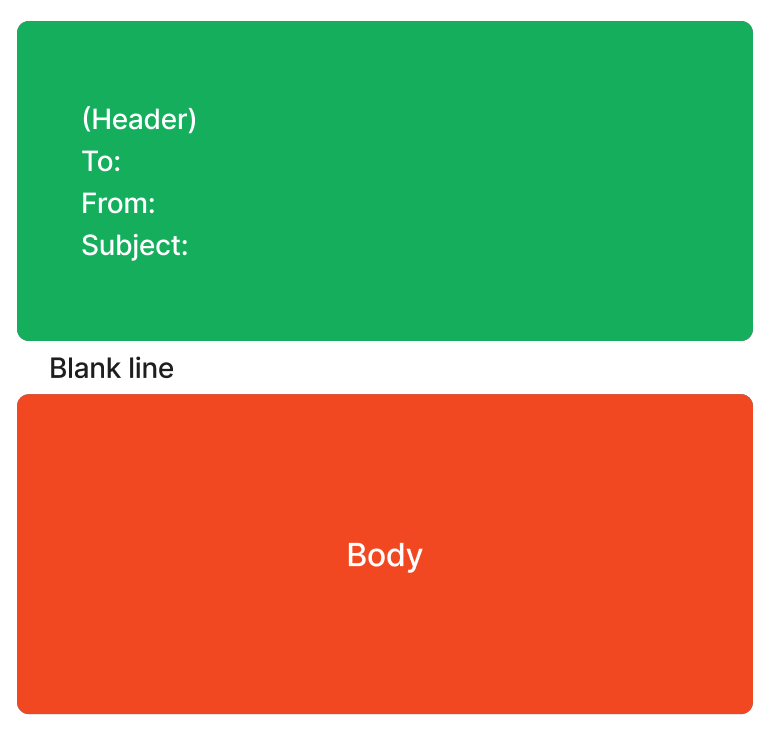 (Header)
To:
From:
Subject:
Blank line
Body